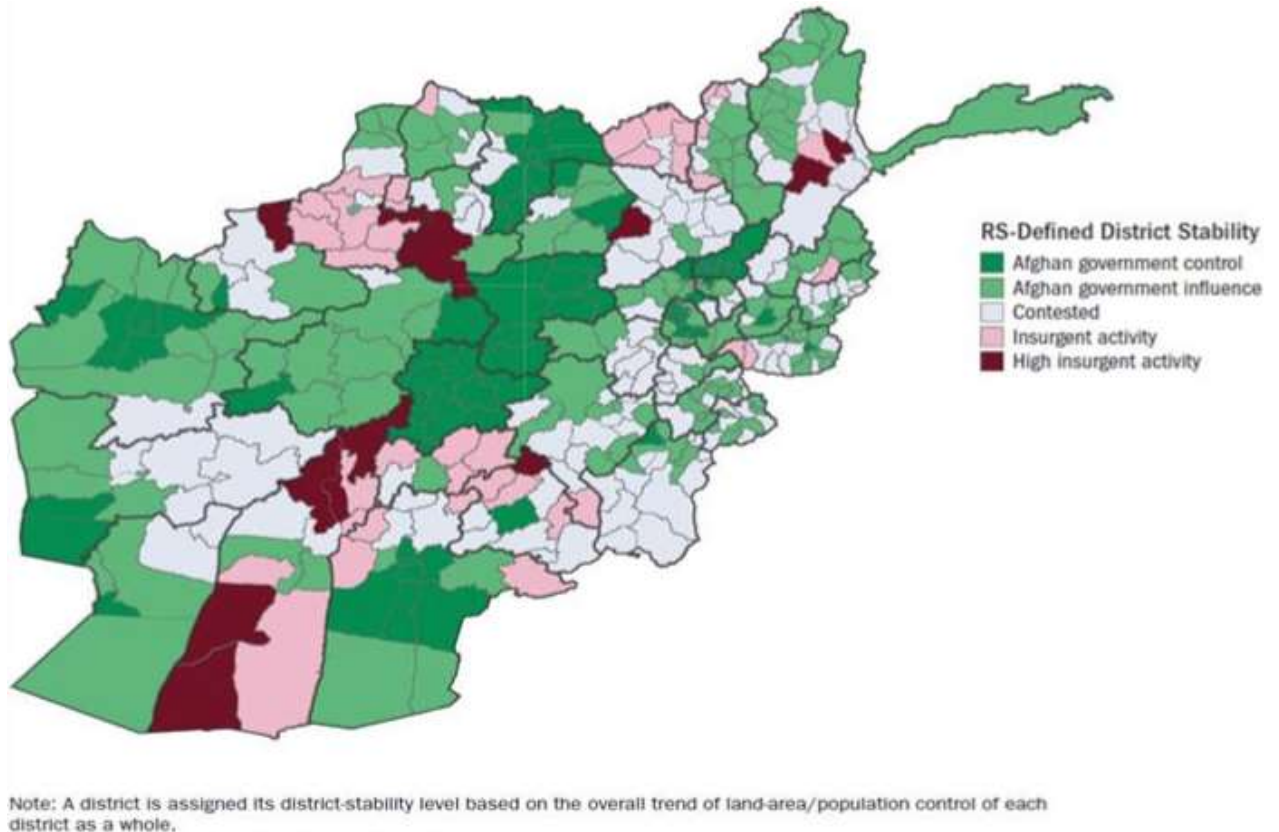 RS-Defined District Stability
Afghan government control
Afghan government influence
Contested
Insurgent activity
High insurgent activity
Note: A district is assigned its district-stability level based on the overall trend of land-area/population control of each
district as a whole.